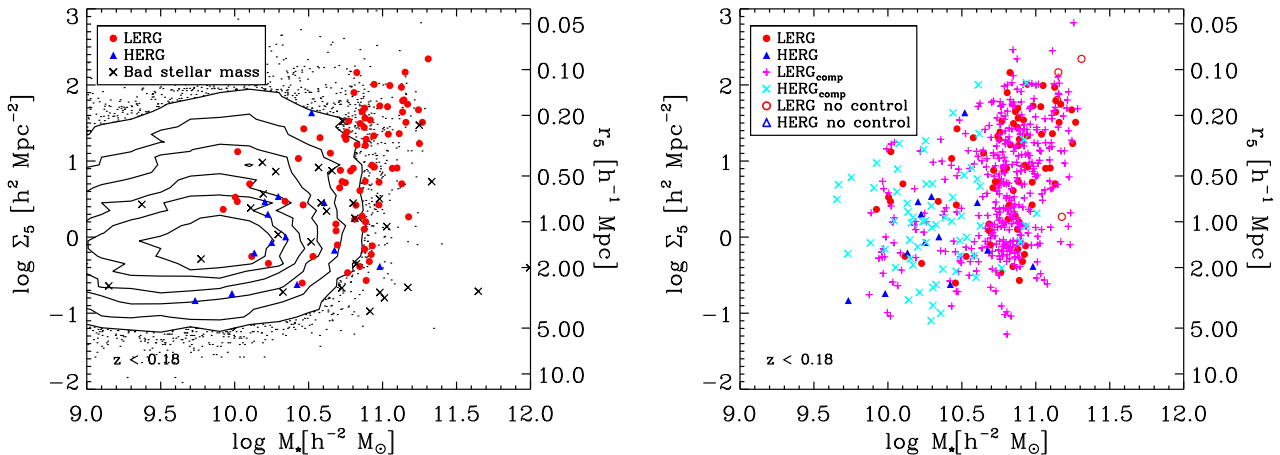 LERG
HERG
Bad stellar mass
3
2
1
0
−1
−2
log Σ₅ [h² Mpc⁻²]
0.05
0.10
0.20
0.50
1.00
2.00
5.00
10.0
r₅ [h⁻¹ Mpc]
z < 0.18
9.0 9.5 10.0 10.5 11.0 11.5 12.0
log M★[h⁻² M☉]
LERG
HERG
LERGcomp
HERGcomp
LERG no control
HERG no control
3
2
1
0
−1
−2
log Σ₅ [h² Mpc⁻²]
0.05
0.10
0.20
0.50
1.00
2.00
5.00
10.0
r₅ [h⁻¹ Mpc]
z < 0.18
9.0 9.5 10.0 10.5 11.0 11.5 12.0
log M★[h⁻² M☉]